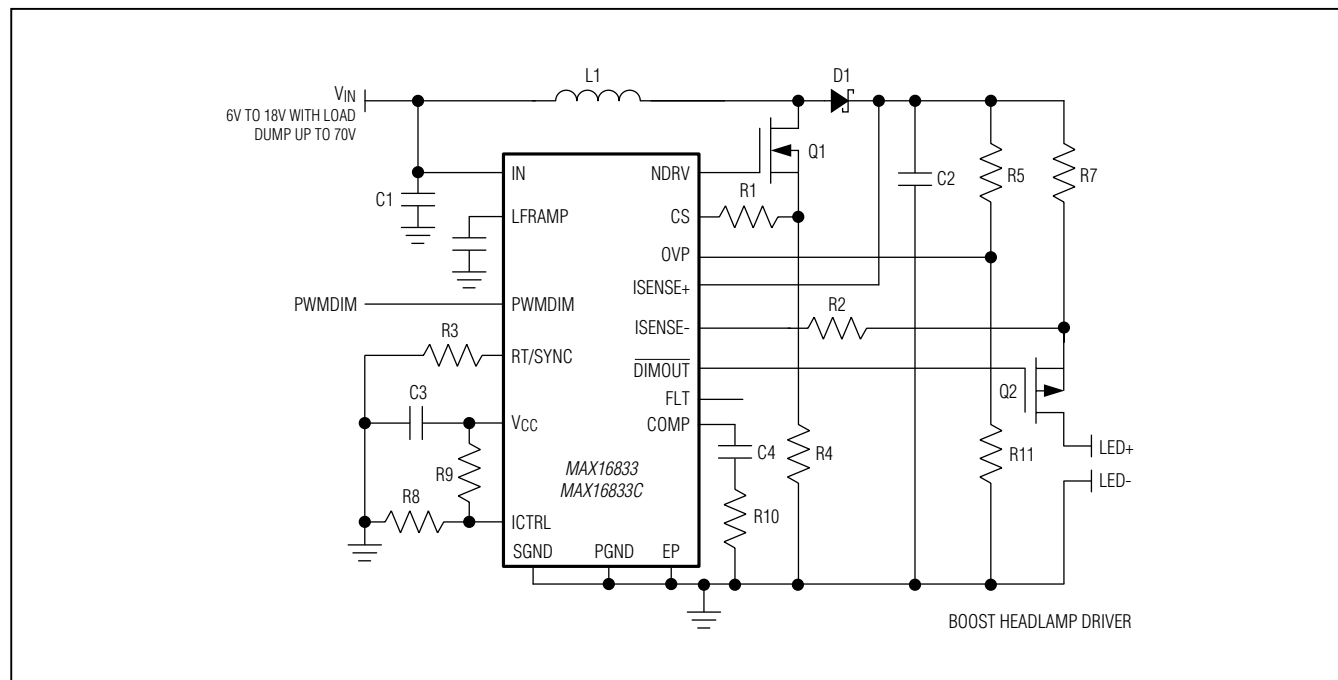 L1
D1
VIN
6V TO 18V WITH LOAD
DUMP UP TO 70V
Q1
IN
NDRV
C1
R1
C2
R5
R7
LFRAMP
CS
OVP
ISENSE+
PWMDIM
PWMDIM
R2
ISENSE-
R3
RT/SYNC
DIMOUT
Q2
C3
FLT
VCC
COMP
LED+
C4
R4
R11
R9
MAX16833
MAX16833C
LED-
R8
R10
ICTRL
SGND
PGND
EP
BOOST HEADLAMP DRIVER